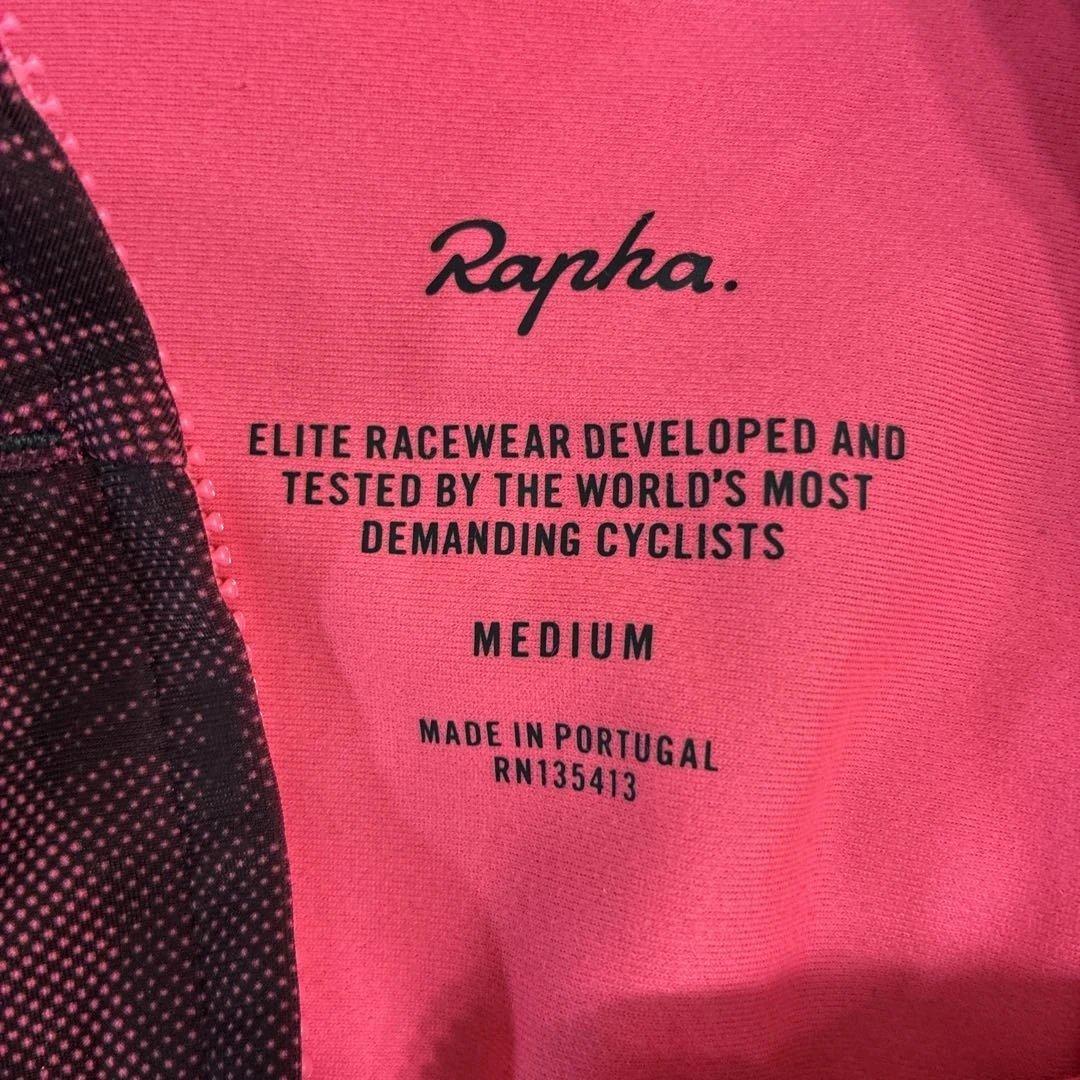 Rapha.
ELITE RACEWEAR DEVELOPED AND
TESTED BY THE WORLD'S MOST
DEMANDING CYCLISTS
MEDIUM
MADE IN PORTUGAL
RN135413